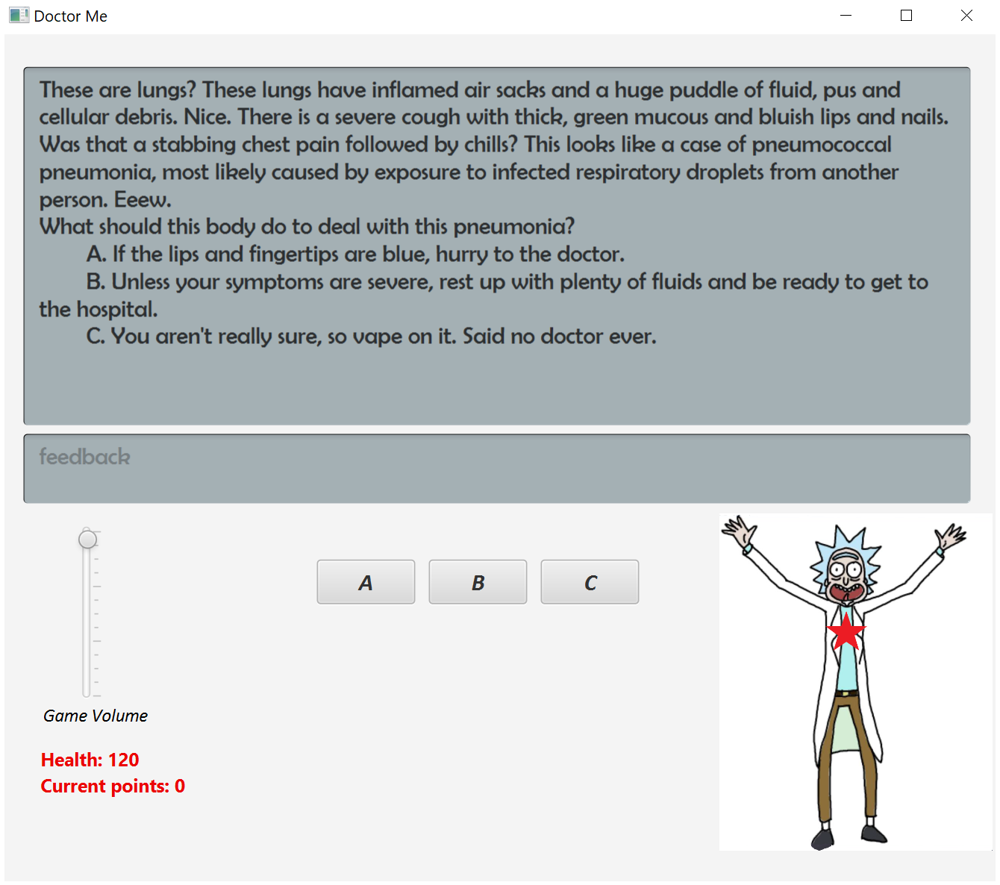 Doctor Me
These are lungs? These lungs have inflamed air sacks and a huge puddle of fluid, pus and
cellular debris. Nice. There is a severe cough with thick, green mucous and bluish lips and nails.
Was that a stabbing chest pain followed by chills? This looks like a case of pneumococcal
pneumonia, most likely caused by exposure to infected respiratory droplets from another
person. Eeew.
What should this body do to deal with this pneumonia?
A. If the lips and fingertips are blue, hurry to the doctor.
B. Unless your symptoms are severe, rest up with plenty of fluids and be ready to get to
the hospital.
C. You aren't really sure, so vape on it. Said no doctor ever.
feedback
A B C
Game Volume
Health: 120
Current points: 0